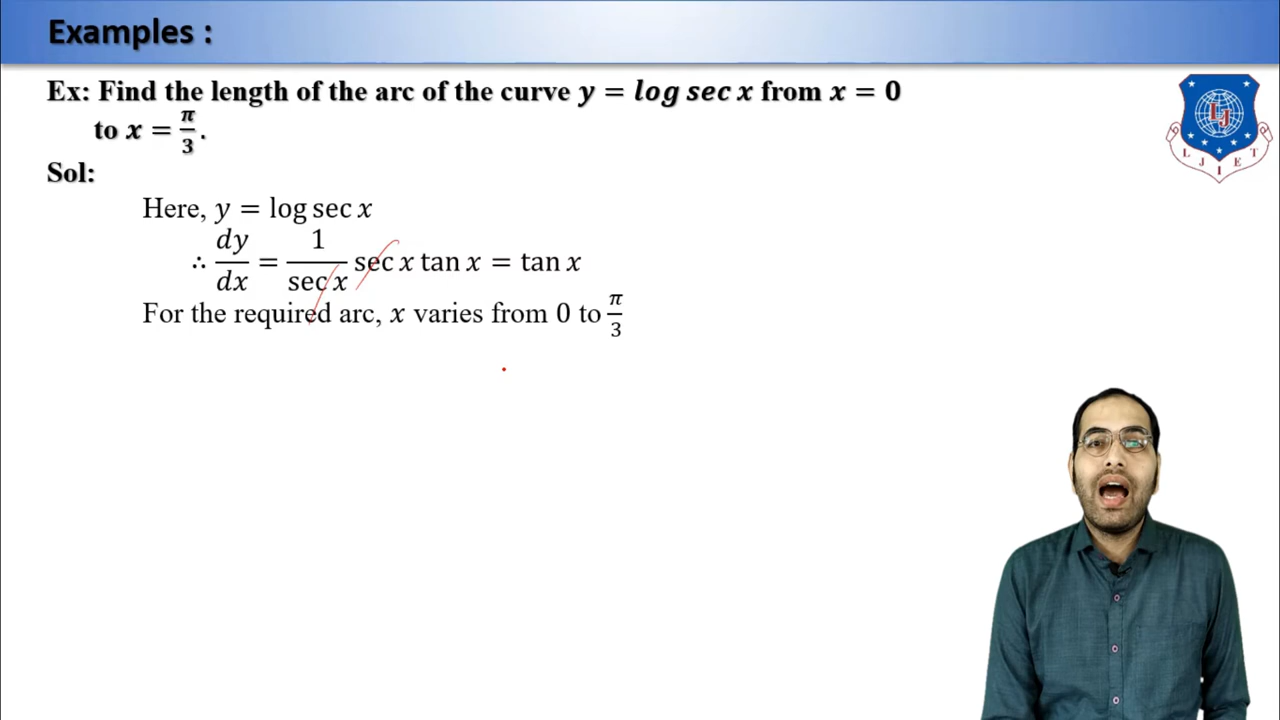 Examples :
Ex: Find the length of the arc of the curve y = log sec x from x = 0
to x = π/3 .
Sol:
Here, y = log sec x
∴ dy/dx = 1/sec x sec x tan x = tan x
For the required arc, x varies from 0 to π/3
LJ
L J I E T